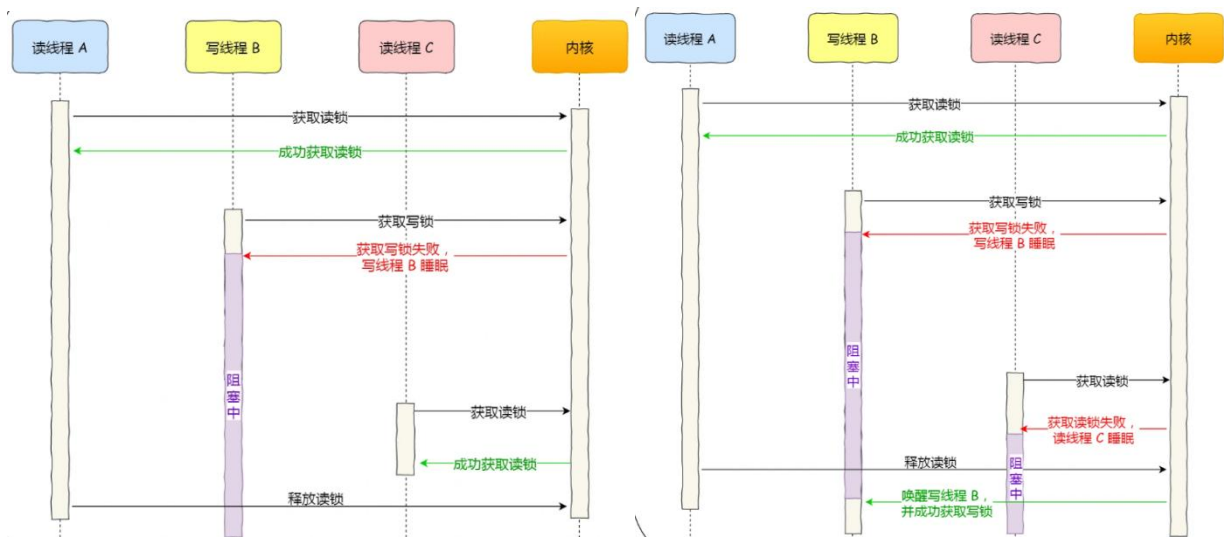 读线程 A
写线程 B
读线程 C
内核
获取读锁
成功获取读锁
获取写锁
获取写锁失败，
写线程 B 睡眠
阻塞中
获取读锁
成功获取读锁
释放读锁
读线程 A
写线程 B
读线程 C
内核
获取读锁
成功获取读锁
获取写锁
获取写锁失败，
写线程 B 睡眠
阻塞中
获取读锁
获取读锁失败，
读线程 C 睡眠
释放读锁
阻塞中
唤醒写线程 B，
并成功获取写锁